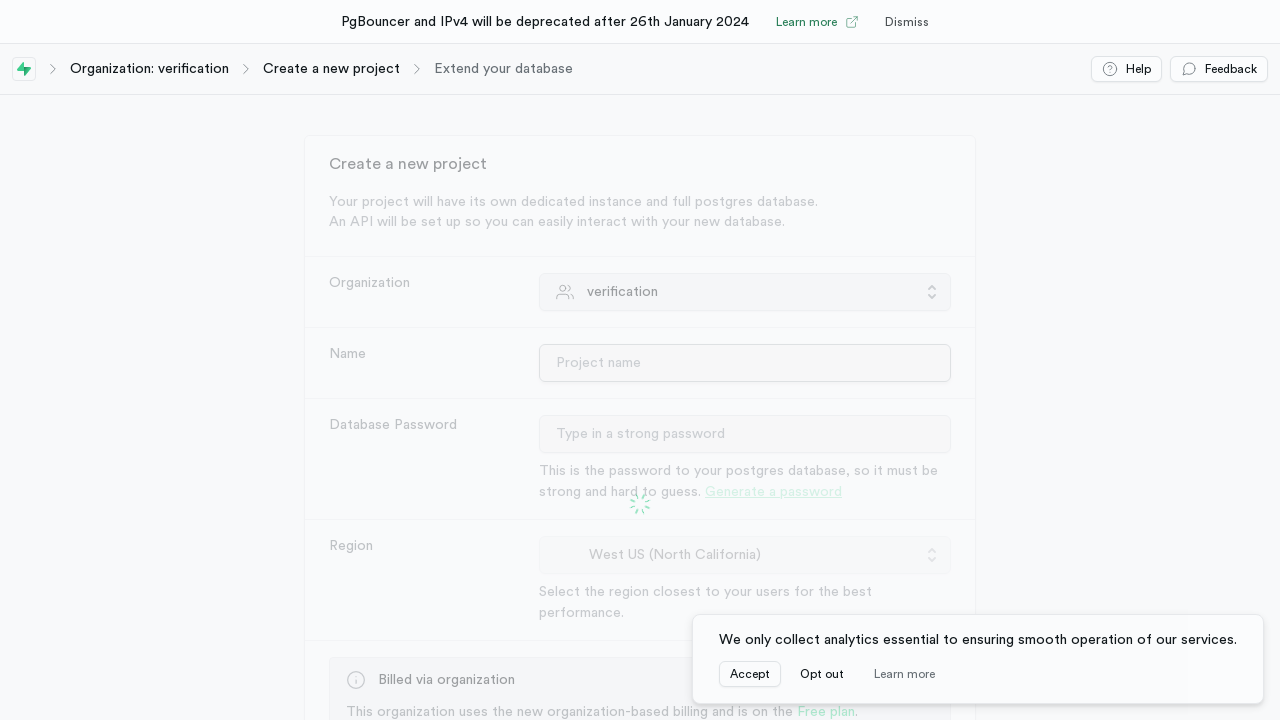 PgBouncer and IPv4 will be deprecated after 26th January 2024 Learn more Dismiss
Organization: verification Create a new project Extend your database Help Feedback
Create a new project
Your project will have its own dedicated instance and full postgres database.
An API will be set up so you can easily interact with your new database.
Organization verification
Name Project name
Database Password Type in a strong password
This is the password to your postgres database, so it must be
strong and hard to guess. Generate a password
Region West US (North California)
Select the region closest to your users for the best
performance.
Billed via organization
This organization uses the new organization-based billing and is on the Free plan.
We only collect analytics essential to ensuring smooth operation of our services.
Accept Opt out Learn more